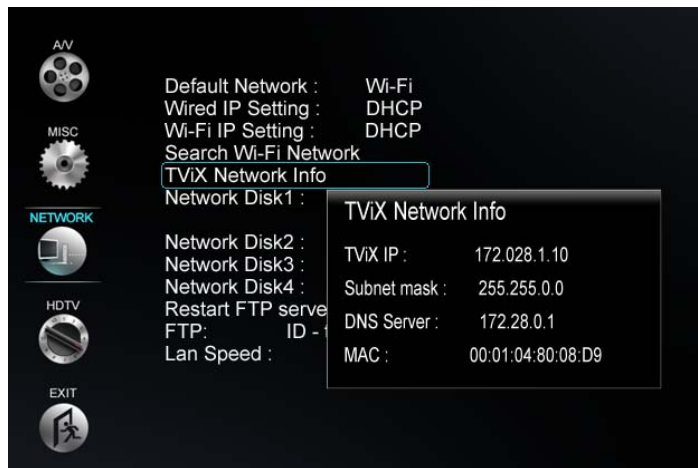 A/V
MISC
NETWORK
HDTV
EXIT
Default Network : Wi-Fi
Wired IP Setting : DHCP
Wi-Fi IP Setting : DHCP
Search Wi-Fi Network
TViX Network Info
Network Disk1 :
Network Disk2 :
Network Disk3 :
Network Disk4 :
Restart FTP serve
FTP: ID -
Lan Speed :
TViX Network Info
TViX IP : 172.028.1.10
Subnet mask : 255.255.0.0
DNS Server : 172.28.0.1
MAC : 00:01:04:80:08:D9